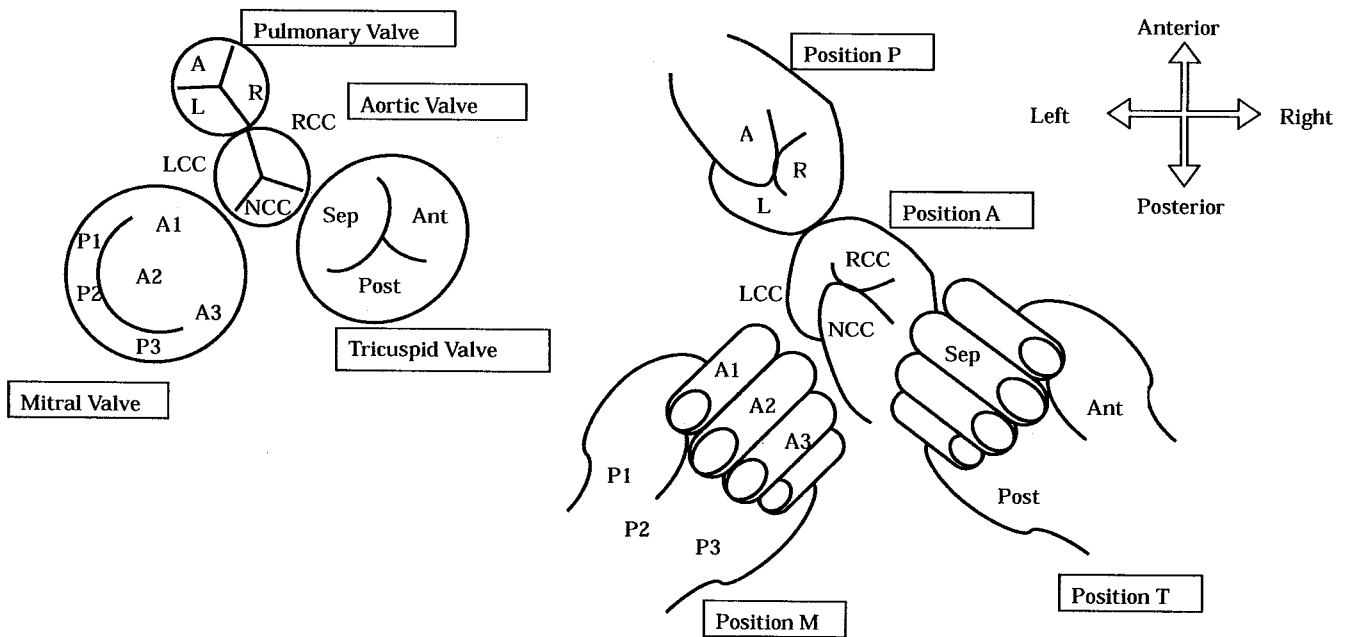 Pulmonary Valve
A
R
L
Aortic Valve
RCC
LCC
NCC
Sep
Ant
Post
A1
P1
A2
P2
A3
P3
Tricuspid Valve
Mitral Valve
Position P
A
R
L
Position A
RCC
LCC
NCC
Sep
Ant
Post
A1
A2
A3
P1
P2
P3
Position M
Position T
Anterior
Left
Right
Posterior